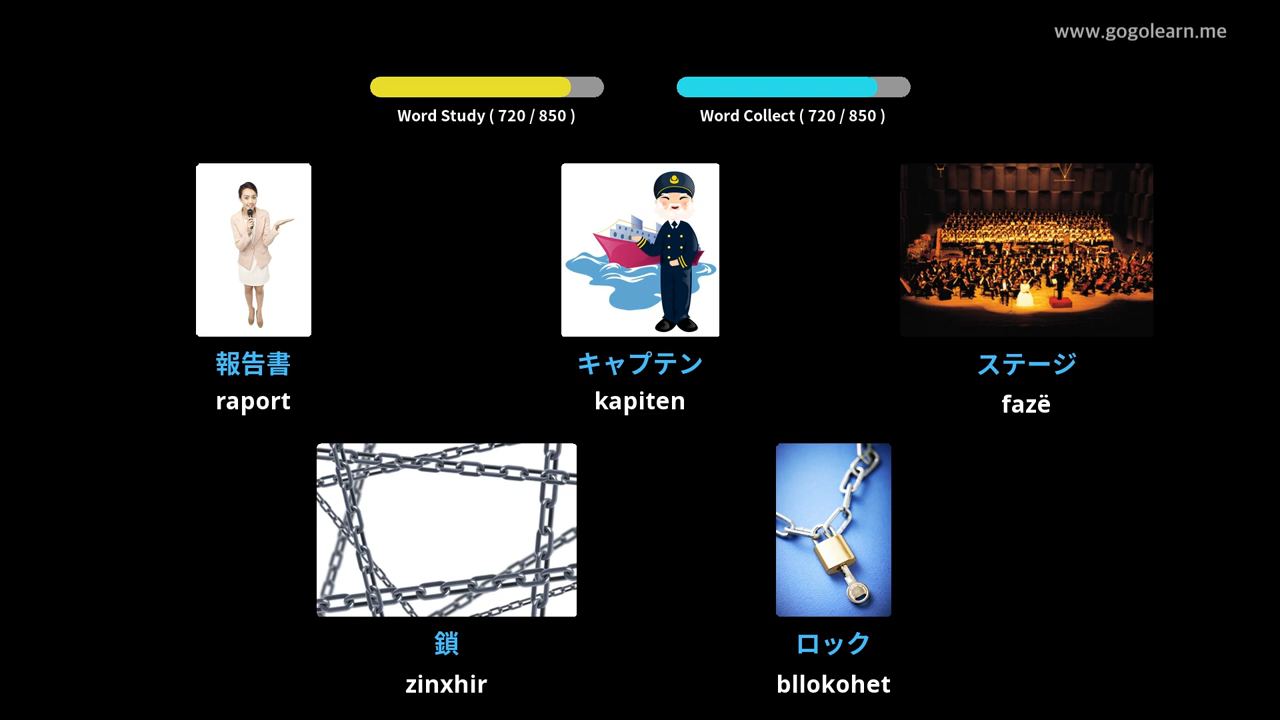 www.gogolearn.me
Word Study ( 720 / 850 )
Word Collect ( 720 / 850 )
報告書
raport
キャプテン
kapiten
ステージ
fazë
鎖
zinxhir
ロック
bllokohet